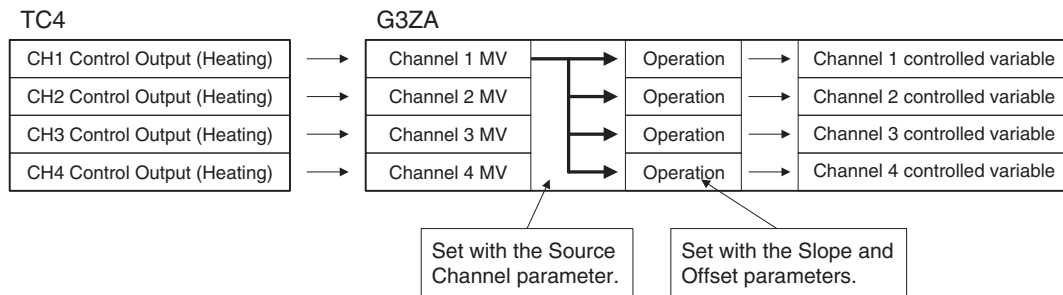 TC4 G3ZA
CH1 Control Output (Heating) Channel 1 MV Operation Channel 1 controlled variable
CH2 Control Output (Heating) Channel 2 MV Operation Channel 2 controlled variable
CH3 Control Output (Heating) Channel 3 MV Operation Channel 3 controlled variable
CH4 Control Output (Heating) Channel 4 MV Operation Channel 4 controlled variable
Set with the Source
Channel parameter.
Set with the Slope and
Offset parameters.